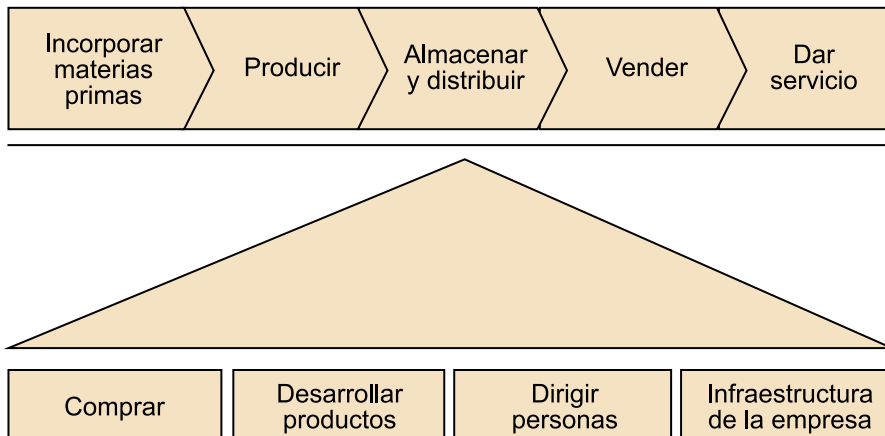 Incorporar
materias
primas
Producir
Almacenar
y distribuir
Vender
Dar
servicio
Comprar
Desarrollar
productos
Dirigir
personas
Infraestructura
de la empresa